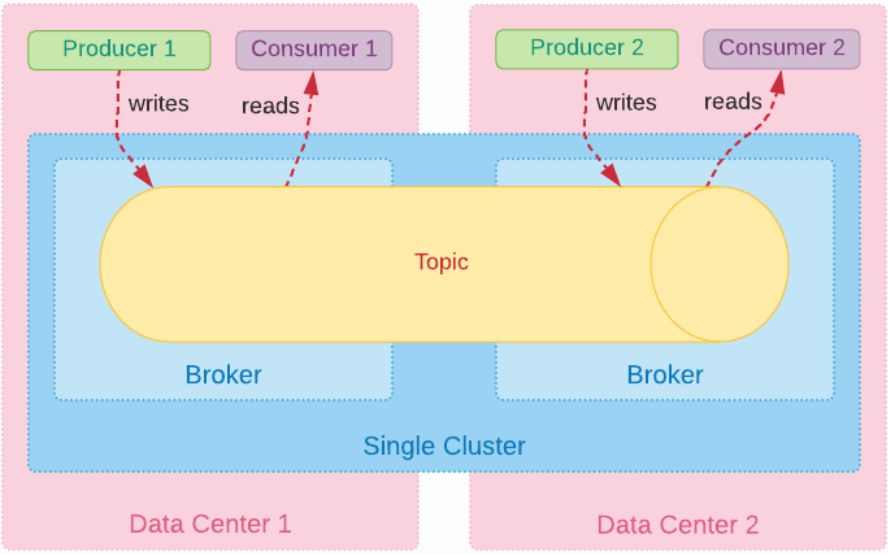 Producer 1
Consumer 1
Producer 2
Consumer 2
writes
reads
writes
reads
Topic
Broker
Broker
Single Cluster
Data Center 1
Data Center 2